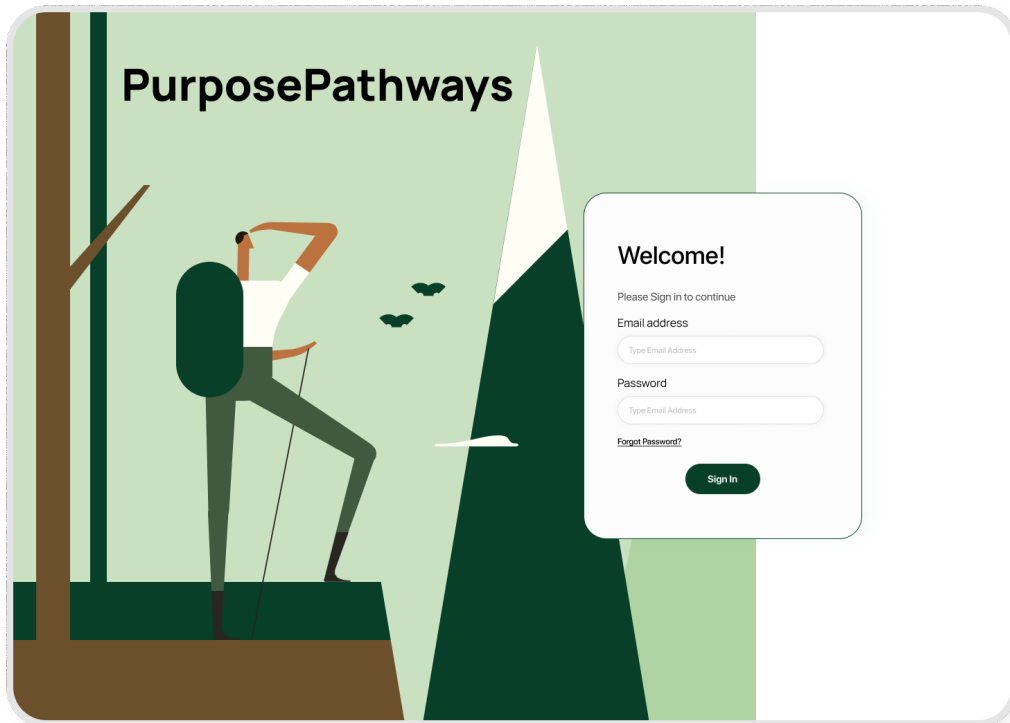 PurposePathways
Welcome!
Please Sign in to continue
Email address
Type Email Address
Password
Type Email Address
Forgot Password?
Sign In